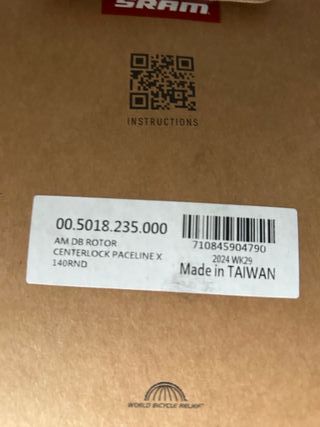 SRAM
INSTRUCTIONS
00.5018.235.000
AM DB ROTOR
CENTERLOCK PACELINE X
140RND
710845904790
2024 WK29
Made in TAIWAN
WORLD BICYCLE RELIEF